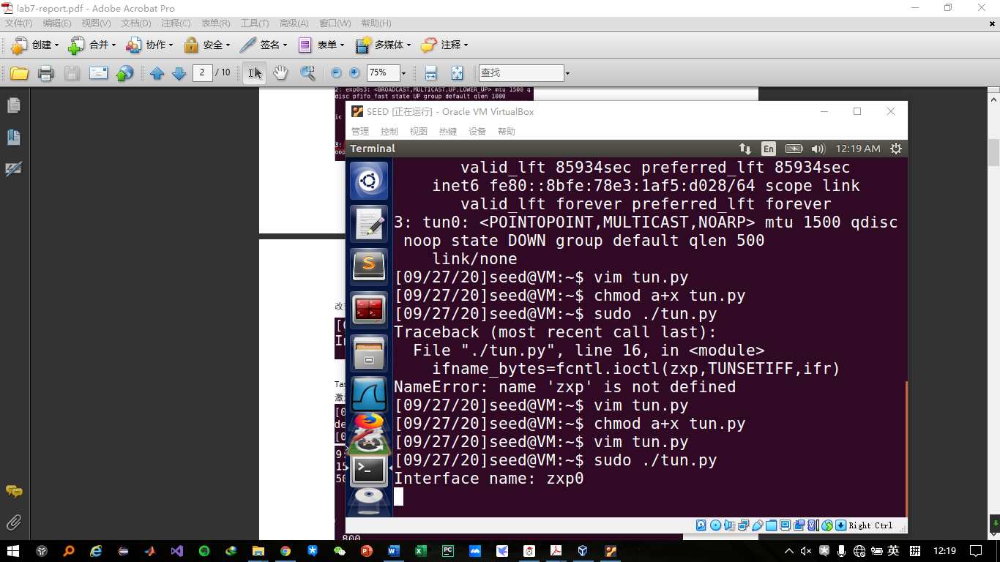 lab7-report.pdf - Adobe Acrobat Pro
文件(F) 编辑(E) 视图(V) 文档(D) 注释(C) 表单(R) 工具(T) 高级(A) 窗口(W) 帮助(H)
创建 合并 协作 安全 签名 表单 多媒体 注释
2 / 10 75% 查找
2: enp0s3: <BROADCAST,MULTICAST,UP,LOWER_UP> mtu 1500 q
disc pfifo_fast state UP group default qlen 1000
SEED [正在运行] - Oracle VM VirtualBox
ic
管理 控制 视图 热键 设备 帮助
3:
oop
Terminal En 12:19 AM
valid_lft 85934sec preferred_lft 85934sec
inet6 fe80::8bfe:78e3:1af5:d028/64 scope link
valid_lft forever preferred_lft forever
3: tun0: <POINTOPOINT,MULTICAST,NOARP> mtu 1500 qdisc
noop state DOWN group default qlen 500
link/none
[09/27/20]seed@VM:~$ vim tun.py
[09/27/20]seed@VM:~$ chmod a+x tun.py
[09/27/20]seed@VM:~$ sudo ./tun.py
Traceback (most recent call last):
File "./tun.py", line 16, in <module>
ifname_bytes=fcntl.ioctl(zxp,TUNSETIFF,ifr)
NameError: name 'zxp' is not defined
[09/27/20]seed@VM:~$ vim tun.py
[09/27/20]seed@VM:~$ chmod a+x tun.py
[09/27/20]seed@VM:~$ vim tun.py
[09/27/20]seed@VM:~$ sudo ./tun.py
Interface name: zxp0
Right Ctrl
800
英 12:19